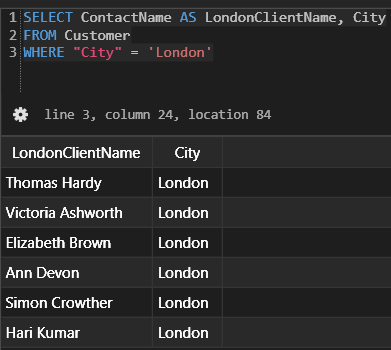 1 SELECT ContactName AS LondonClientName, City
2 FROM Customer
3 WHERE "City" = 'London'
line 3, column 24, location 84
LondonClientName City
Thomas Hardy London
Victoria Ashworth London
Elizabeth Brown London
Ann Devon London
Simon Crowther London
Hari Kumar London